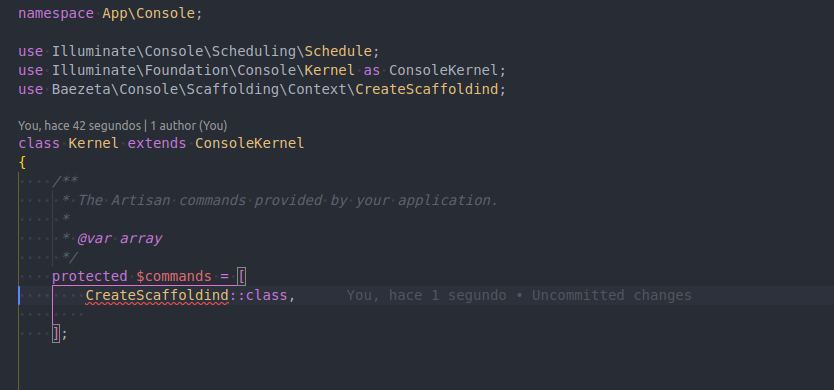 namespace App\Console;
use Illuminate\Console\Scheduling\Schedule;
use Illuminate\Foundation\Console\Kernel as ConsoleKernel;
use Baezeta\Console\Scaffolding\Context\CreateScaffoldind;
You, hace 42 segundos | 1 author (You)
class Kernel extends ConsoleKernel
{
/**
* The Artisan commands provided by your application.
*
* @var array
*/
protected $commands = [
CreateScaffoldind::class, You, hace 1 segundo • Uncommitted changes
];